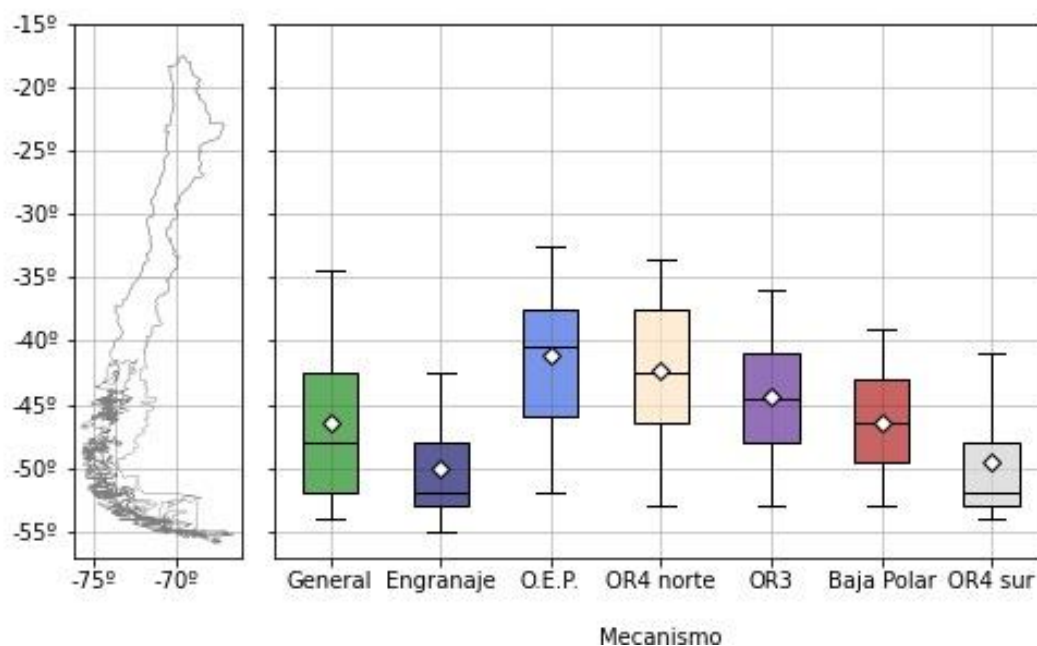 -15º
-20º
-25º
-30º
-35º
-40º
-45º
-50º
-55º
-75º -70º
General Engranaje O.E.P. OR4 norte OR3 Baja Polar OR4 sur
Mecanismo